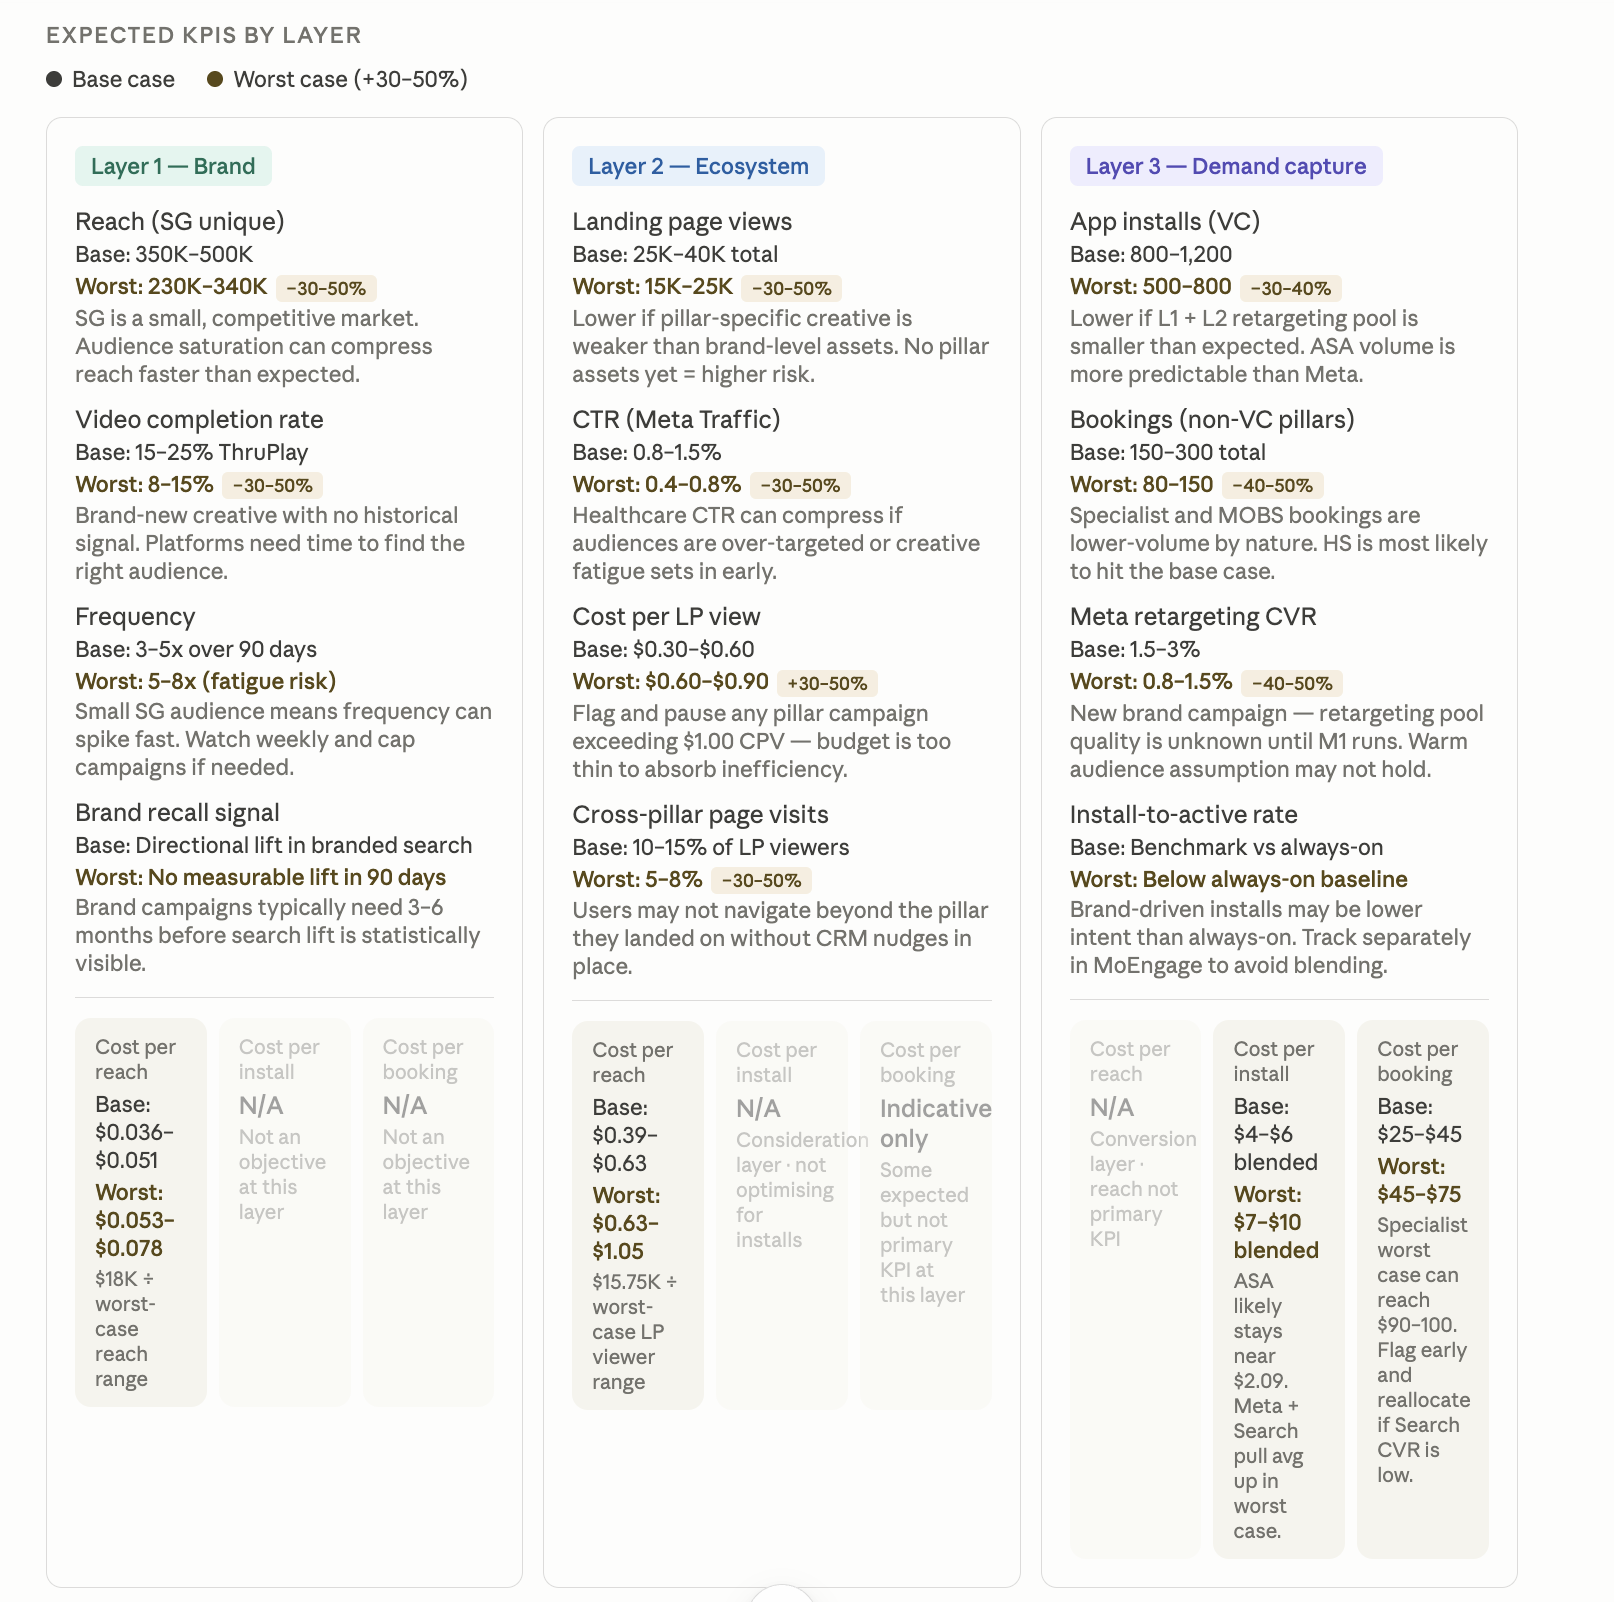 EXPECTED KPIS BY LAYER
Base case
Worst case (+30–50%)
Layer 1 — Brand
Reach (SG unique)
Base: 350K–500K
Worst: 230K–340K
−30–50%
SG is a small, competitive market.
Audience saturation can compress
reach faster than expected.
Video completion rate
Base: 15–25% ThruPlay
Worst: 8–15%
−30–50%
Brand-new creative with no historical
signal. Platforms need time to find the
right audience.
Frequency
Base: 3–5x over 90 days
Worst: 5–8x (fatigue risk)
Small SG audience means frequency can
spike fast. Watch weekly and cap
campaigns if needed.
Brand recall signal
Base: Directional lift in branded search
Worst: No measurable lift in 90 days
Brand campaigns typically need 3–6
months before search lift is statistically
visible.
Cost per
reach
Base:
$0.036–
$0.051
Worst:
$0.053–
$0.078
$18K ÷
worst-
case
reach
range
Cost per
install
N/A
Not an
objective
at this
layer
Cost per
booking
N/A
Not an
objective
at this
layer
Layer 2 — Ecosystem
Landing page views
Base: 25K–40K total
Worst: 15K–25K
−30–50%
Lower if pillar-specific creative is
weaker than brand-level assets. No pillar
assets yet = higher risk.
CTR (Meta Traffic)
Base: 0.8–1.5%
Worst: 0.4–0.8%
−30–50%
Healthcare CTR can compress if
audiences are over-targeted or creative
fatigue sets in early.
Cost per LP view
Base: $0.30–$0.60
Worst: $0.60–$0.90
+30–50%
Flag and pause any pillar campaign
exceeding $1.00 CPV — budget is too
thin to absorb inefficiency.
Cross-pillar page visits
Base: 10–15% of LP viewers
Worst: 5–8%
−30–50%
Users may not navigate beyond the pillar
they landed on without CRM nudges in
place.
Cost per
reach
Base:
$0.39–
$0.63
Worst:
$0.63–
$1.05
$15.75K ÷
worst-
case LP
viewer
range
Cost per
install
N/A
Consideration
layer · not
optimising
for
installs
Cost per
booking
Indicative
only
Some
expected
but not
primary
KPI at
this layer
Layer 3 — Demand capture
App installs (VC)
Base: 800–1,200
Worst: 500–800
−30–40%
Lower if L1 + L2 retargeting pool is
smaller than expected. ASA volume is
more predictable than Meta.
Bookings (non-VC pillars)
Base: 150–300 total
Worst: 80–150
−40–50%
Specialist and MOBS bookings are
lower-volume by nature. HS is most likely
to hit the base case.
Meta retargeting CVR
Base: 1.5–3%
Worst: 0.8–1.5%
−40–50%
New brand campaign — retargeting pool
quality is unknown until M1 runs. Warm
audience assumption may not hold.
Install-to-active rate
Base: Benchmark vs always-on
Worst: Below always-on baseline
Brand-driven installs may be lower
intent than always-on. Track separately
in MoEngage to avoid blending.
Cost per
reach
N/A
Conversion
layer ·
reach not
primary
KPI
Cost per
install
Base:
$4–$6
blended
Worst:
$7–$10
blended
ASA
likely
stays
near
$2.09.
Meta +
Search
pull avg
up in
worst
case.
Cost per
booking
Base:
$25–$45
Worst:
$45–$75
Specialist
worst
case can
reach
$90–100.
Flag early
and
reallocate
if Search
CVR is
low.